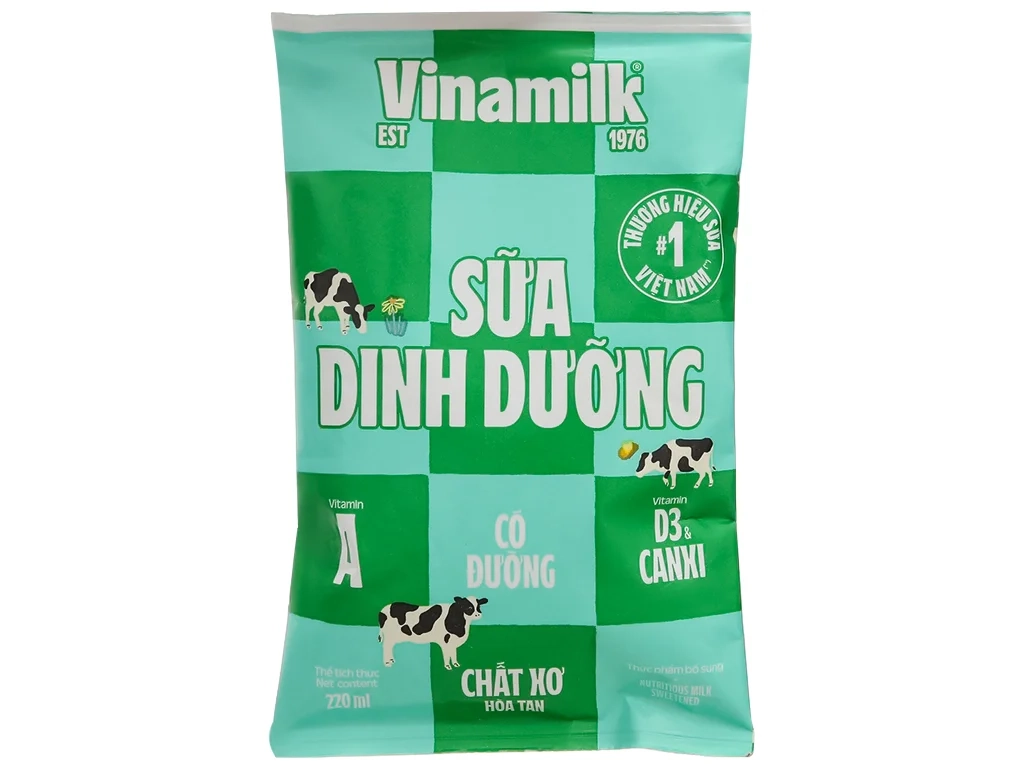 Vinamilk®
EST 1976
THƯƠNG HIỆU SỮA
#1
VIỆT NAM
SỮA
DINH DƯỠNG
Vitamin
A
CÓ
ĐƯỜNG
Vitamin
D3 &
CANXI
CHẤT XƠ
HÒA TAN
Thể tích thực
Net content
220 ml
Thực phẩm bổ sung
NUTRITIOUS MILK
SWEETENED